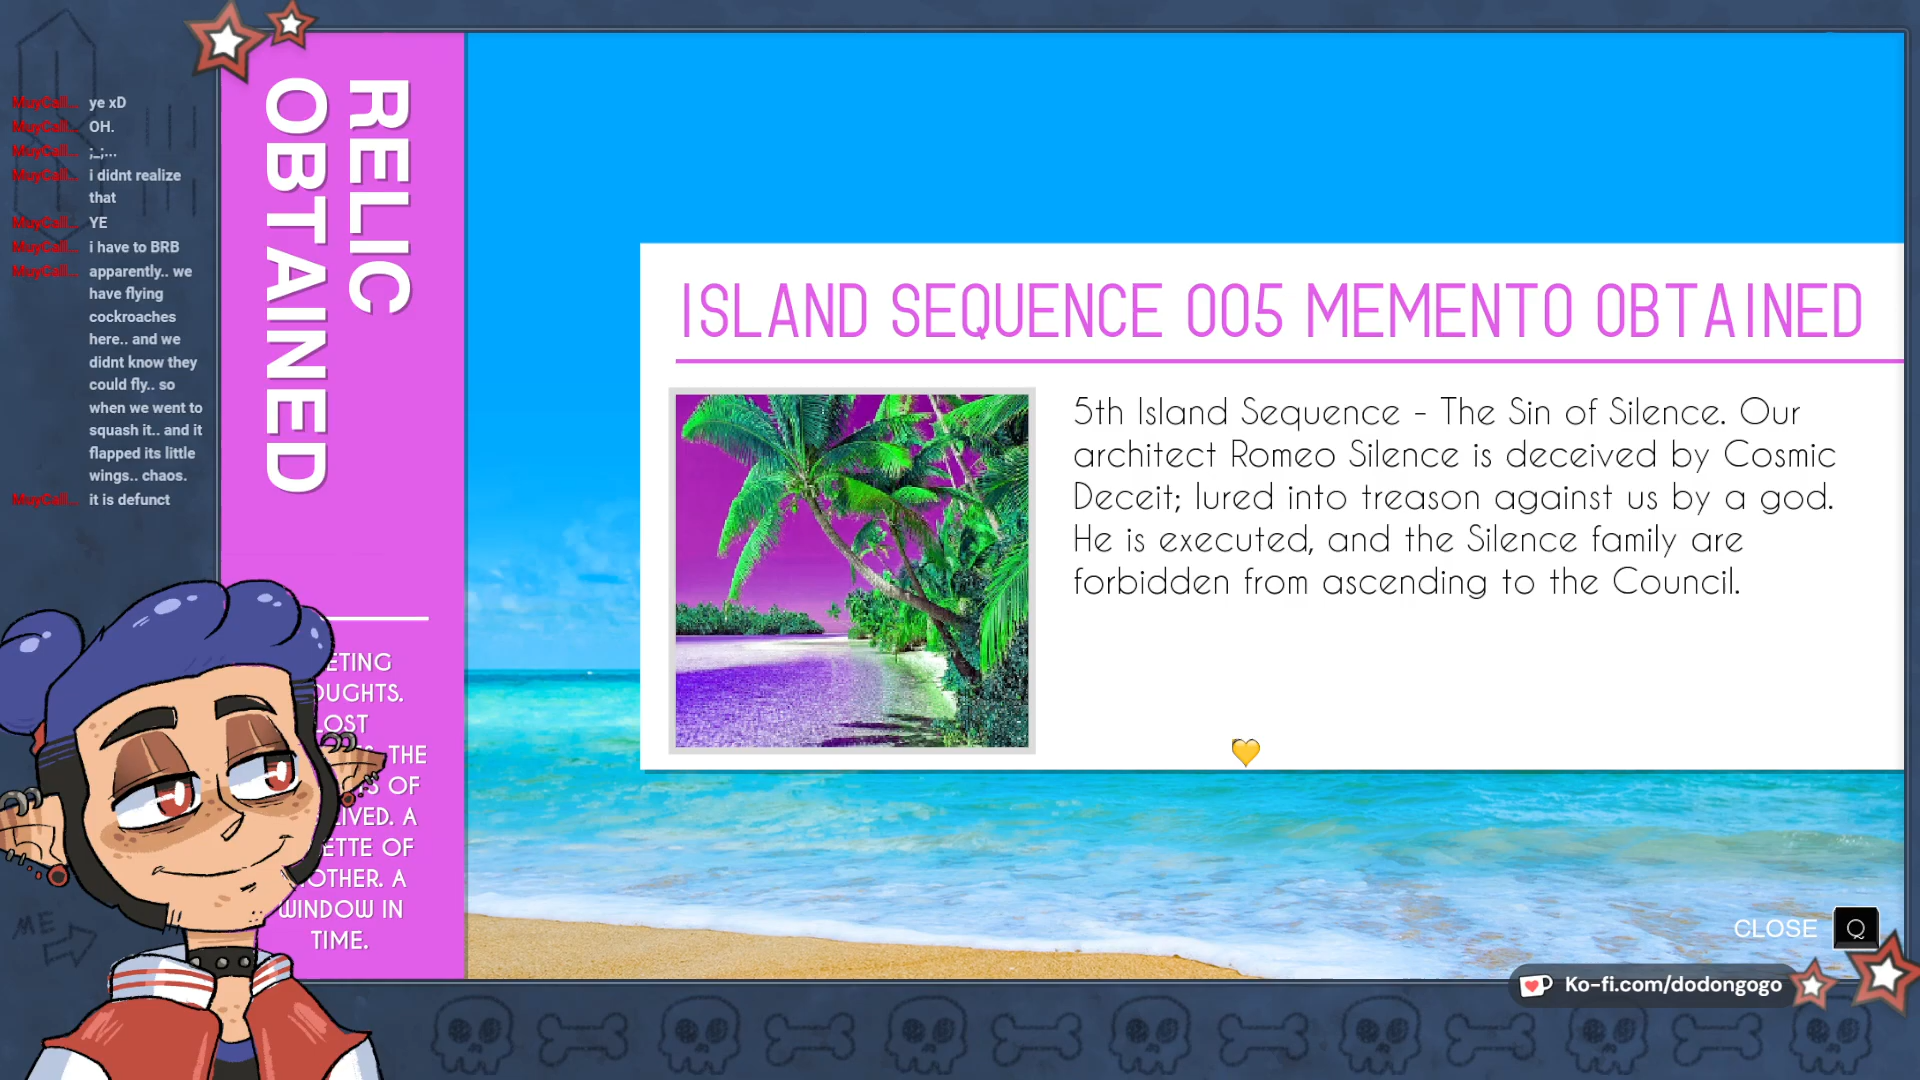 ye xD
OH.
;_;...
i didnt realize
that
YE
i have to BRB
apparently.. we
have flying
cockroaches
here.. and we
didnt know they
could fly.. so
when we went to
squash it.. and it
flapped its little
wings.. chaos.
it is defunct
RELIC
OBTAINED
LOST
THE
OF
LIVED. A
OF
A
WINDOW IN
TIME.
ISLAND SEQUENCE 005 MEMENTO OBTAINED
5th Island Sequence - The Sin of Silence. Our
architect Romeo Silence is deceived by Cosmic
Deceit; lured into treason against us by a god.
He is executed, and the Silence family are
forbidden from ascending to the Council.
CLOSE Q
Ko-fi.com/dodongogo
ME